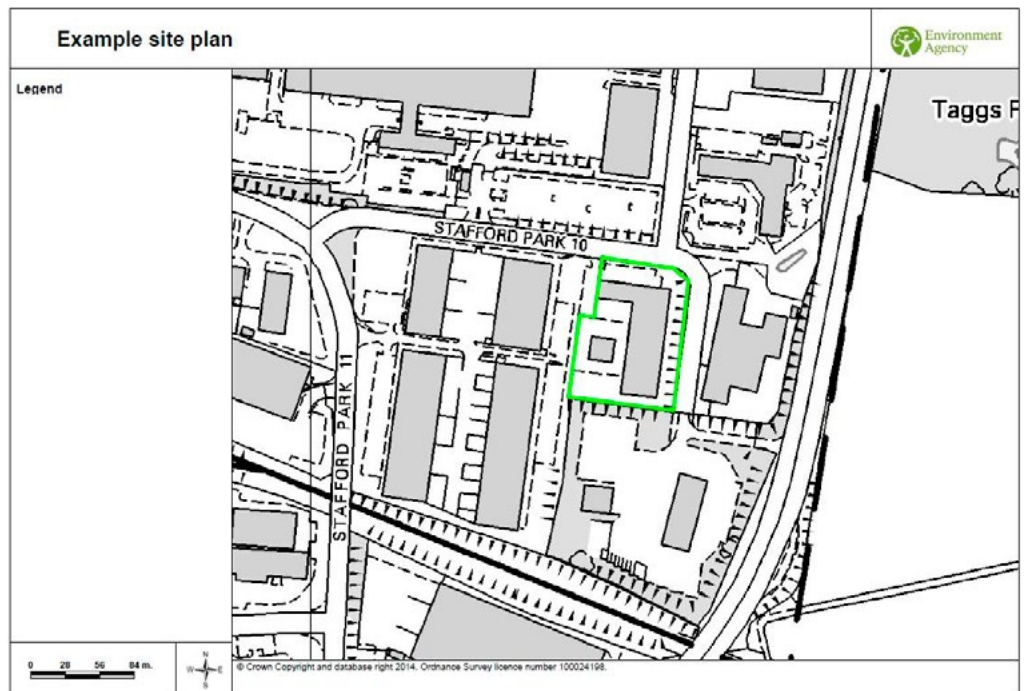 Example site plan
Environment
Agency
Legend
Taggs
STAFFORD PARK 10
STAFFORD PARK 11
0 28 56 84 m.
N
W E
S
© Crown Copyright and database right 2014. Ordnance Survey licence number 100024198.